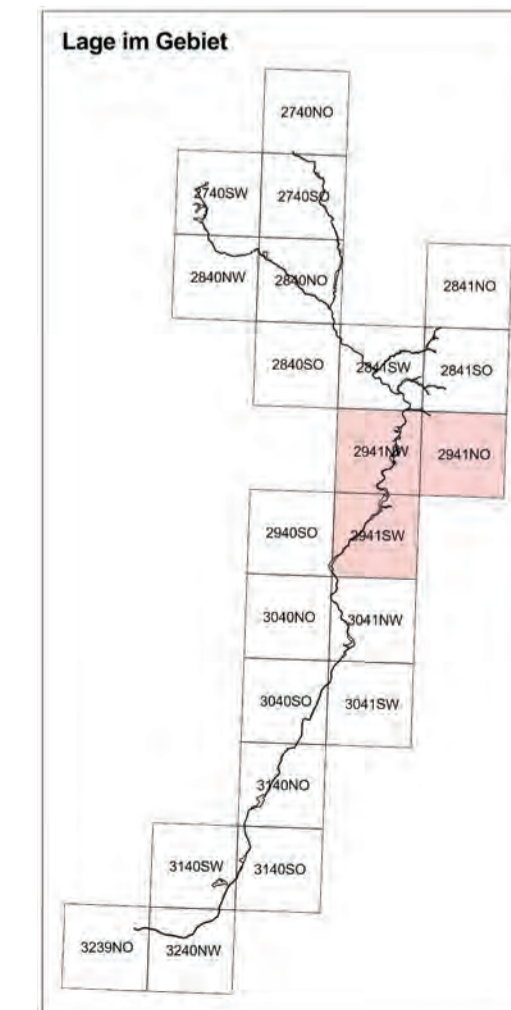 Lage im Gebiet
2740NO
2740SW 2740SO
2840NW 2840NO 2841NO
2840SO 2841SW 2841SO
2941NW 2941NO
2940SO 2941SW
3040NO 3041NW
3040SO 3041SW
3140NO
3140SW 3140SO
3239NO 3240NW